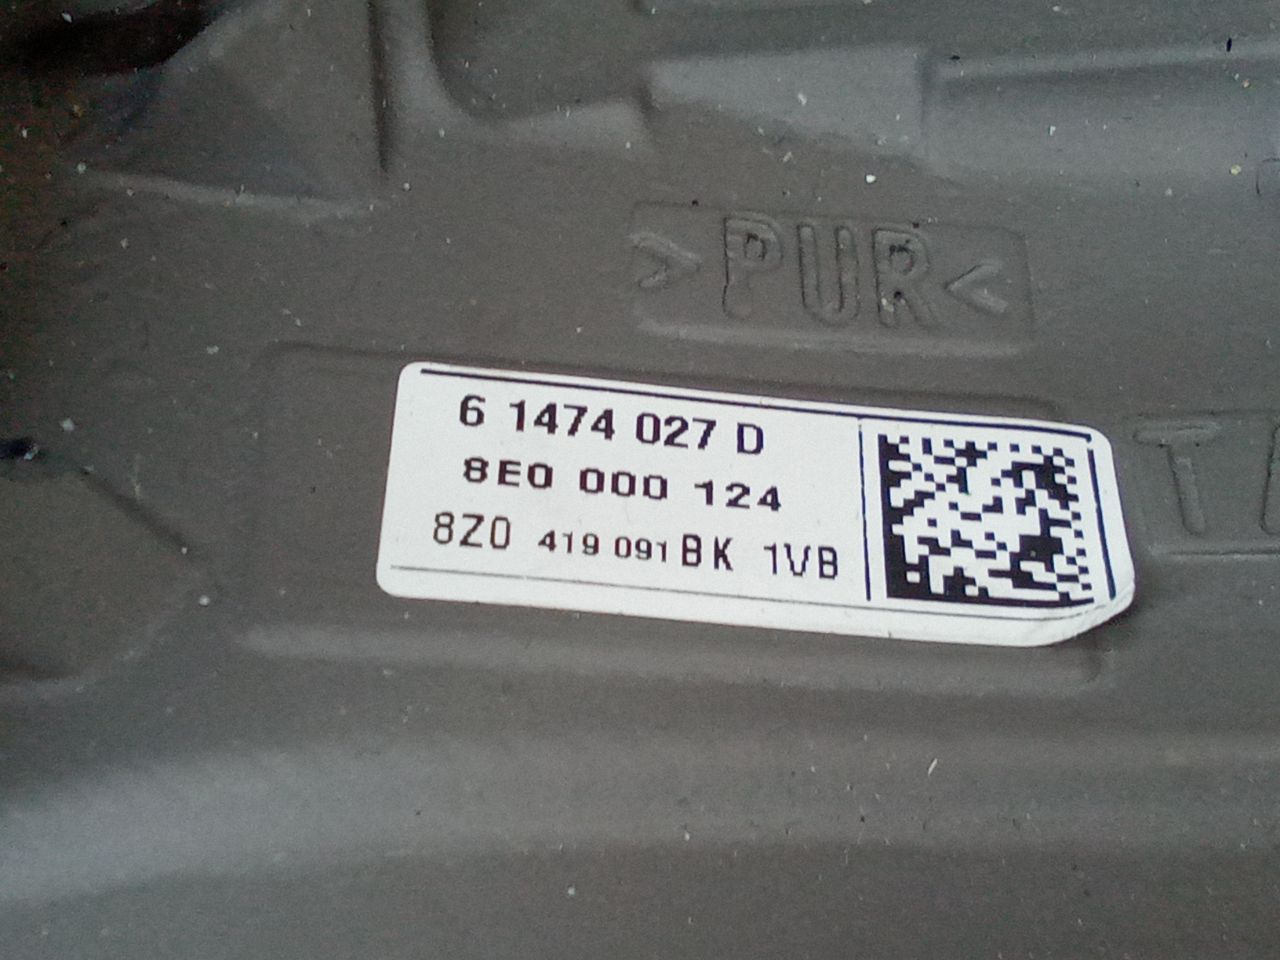 >PUR<
6 1474 027 D
8E0 000 124
8Z0 419 091 BK 1VB